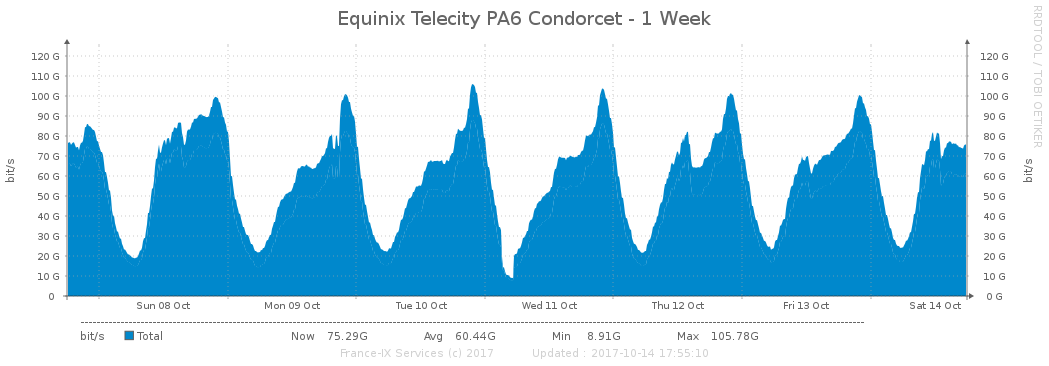 Equinix Telecity PA6 Condorcet - 1 Week
RRDTOOL / TOBI OETIKER
bit/s
120 G 120 G
110 G 110 G
100 G 100 G
90 G 90 G
80 G 80 G
70 G 70 G
60 G 60 G
50 G 50 G
40 G 40 G
30 G 30 G
20 G 20 G
10 G 10 G
0 0 G
bit/s
Sun 08 Oct Mon 09 Oct Tue 10 Oct Wed 11 Oct Thu 12 Oct Fri 13 Oct Sat 14 Oct
bit/s Total Now 75.29G Avg 60.44G Min 8.91G Max 105.78G
France-IX Services (c) 2017 Updated : 2017-10-14 17:55:10